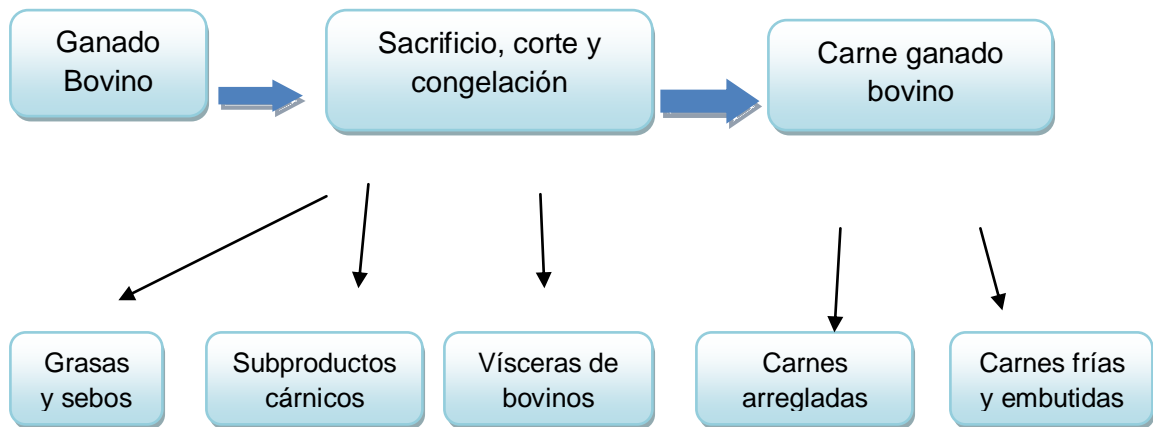 Ganado
Bovino
Sacrificio, corte y
congelación
Carne ganado
bovino
Grasas
y sebos
Subproductos
cárnicos
Vísceras de
bovinos
Carnes
arregladas
Carnes frías
y embutidas